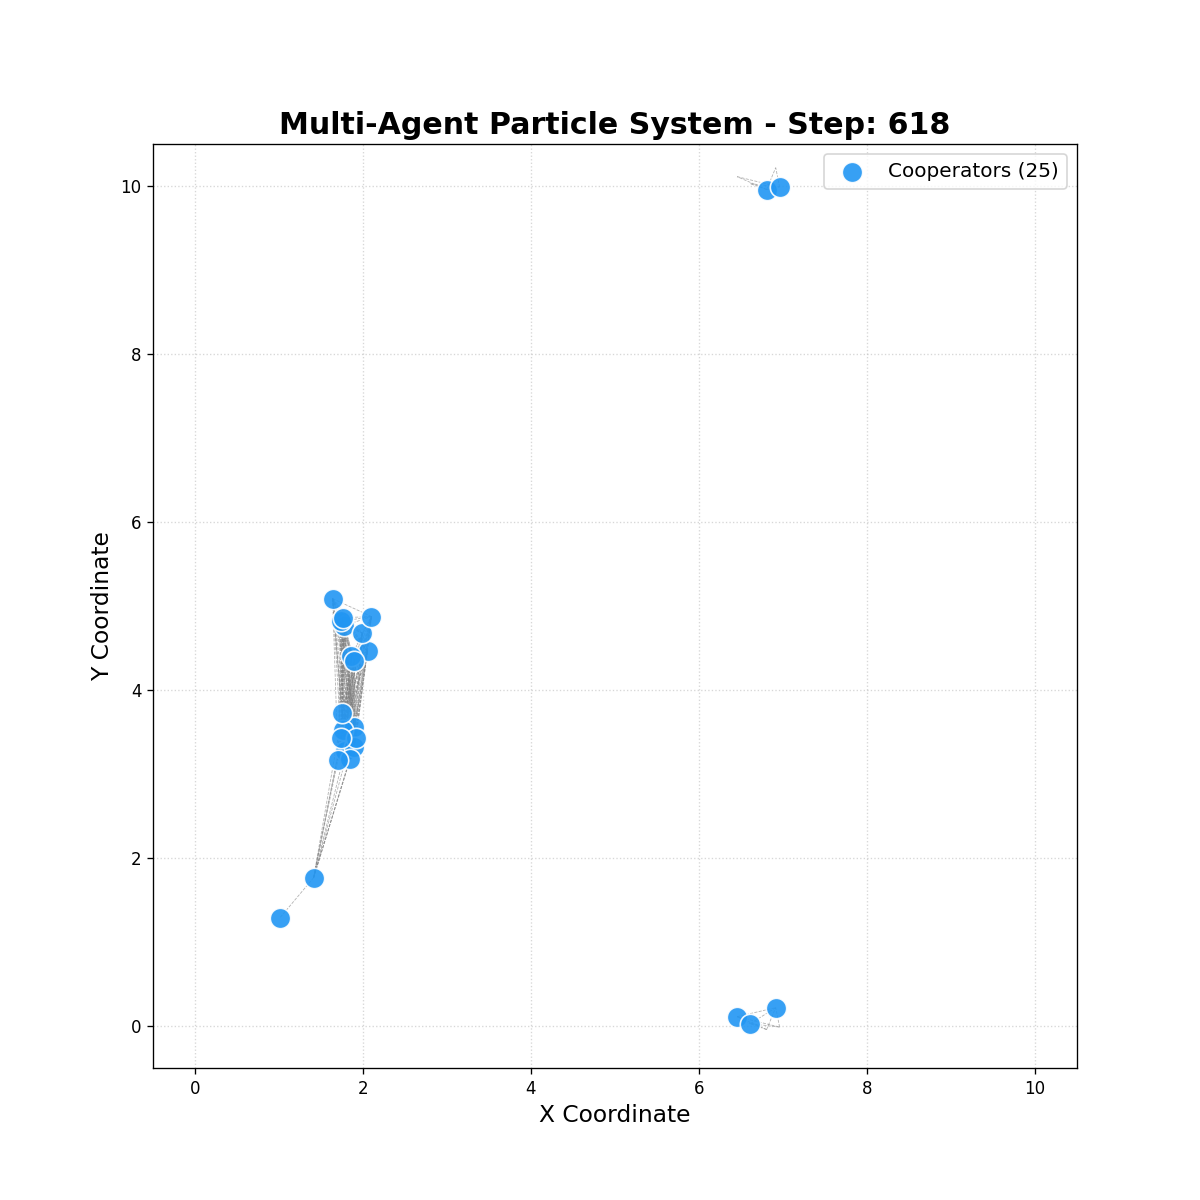 Multi-Agent Particle System - Step: 618
Cooperators (25)
10
8
6
4
2
0
Y Coordinate
0 2 4 6 8 10
X Coordinate